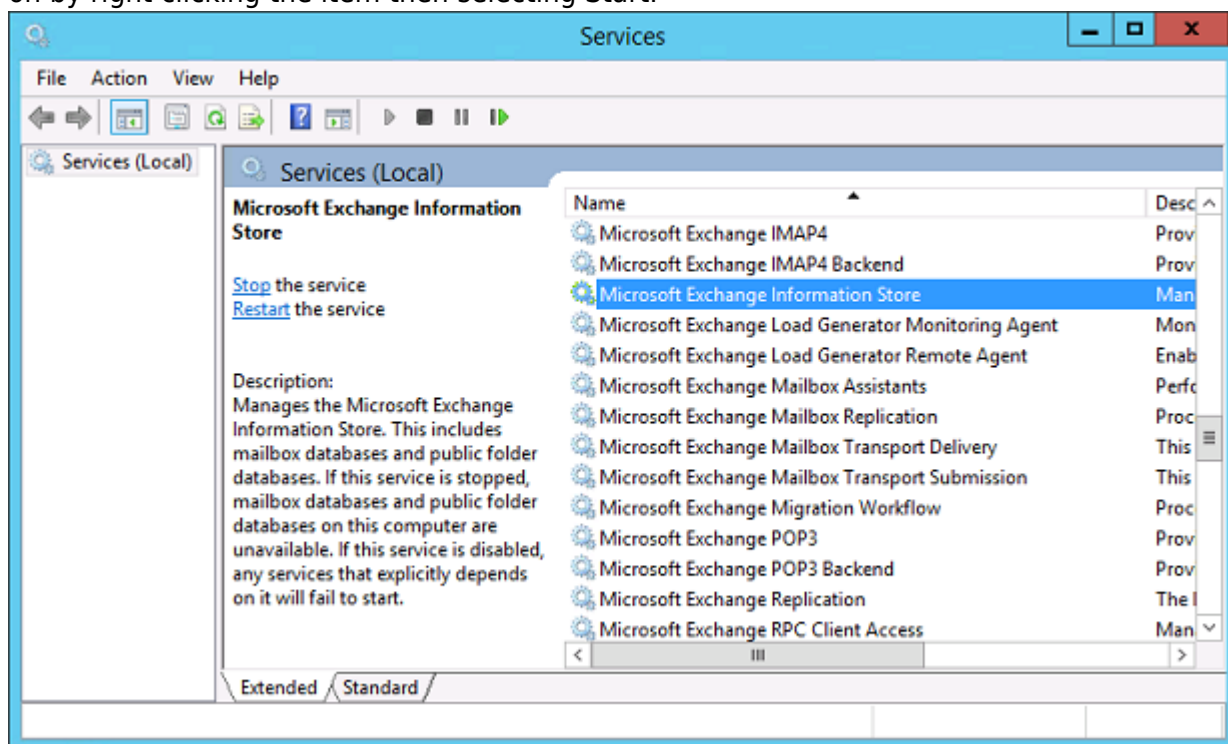 on by right clicking the item then selecting Start.
Services
File Action View Help
Services (Local)
Services (Local)
Microsoft Exchange Information
Store
Stop the service
Restart the service
Description:
Manages the Microsoft Exchange
Information Store. This includes
mailbox databases and public folder
databases. If this service is stopped,
mailbox databases and public folder
databases on this computer are
unavailable. If this service is disabled,
any services that explicitly depends
on it will fail to start.
Name Desc
Microsoft Exchange IMAP4 Prov
Microsoft Exchange IMAP4 Backend Prov
Microsoft Exchange Information Store Man
Microsoft Exchange Load Generator Monitoring Agent Mon
Microsoft Exchange Load Generator Remote Agent Enab
Microsoft Exchange Mailbox Assistants Perfc
Microsoft Exchange Mailbox Replication Proc
Microsoft Exchange Mailbox Transport Delivery This
Microsoft Exchange Mailbox Transport Submission This
Microsoft Exchange Migration Workflow Proc
Microsoft Exchange POP3 Prov
Microsoft Exchange POP3 Backend Prov
Microsoft Exchange Replication The
Microsoft Exchange RPC Client Access Man
Extended Standard